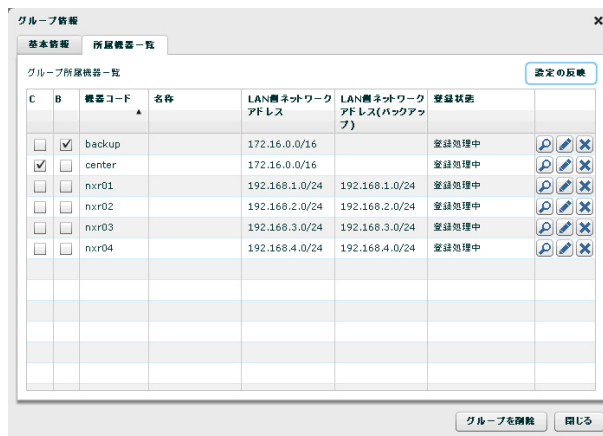 グループ情報
基本情報 所属機器一覧
グループ所属機器一覧 設定の反映
C B 機器コード ▲ 名称 LAN側ネットワークアドレス LAN側ネットワークアドレス(バックアップ) 登録状態
backup 172.16.0.0/16 登録処理中
center 172.16.0.0/16 登録処理中
nxr01 192.168.1.0/24 192.168.1.0/24 登録処理中
nxr02 192.168.2.0/24 192.168.2.0/24 登録処理中
nxr03 192.168.3.0/24 192.168.3.0/24 登録処理中
nxr04 192.168.4.0/24 192.168.4.0/24 登録処理中
グループを削除 閉じる